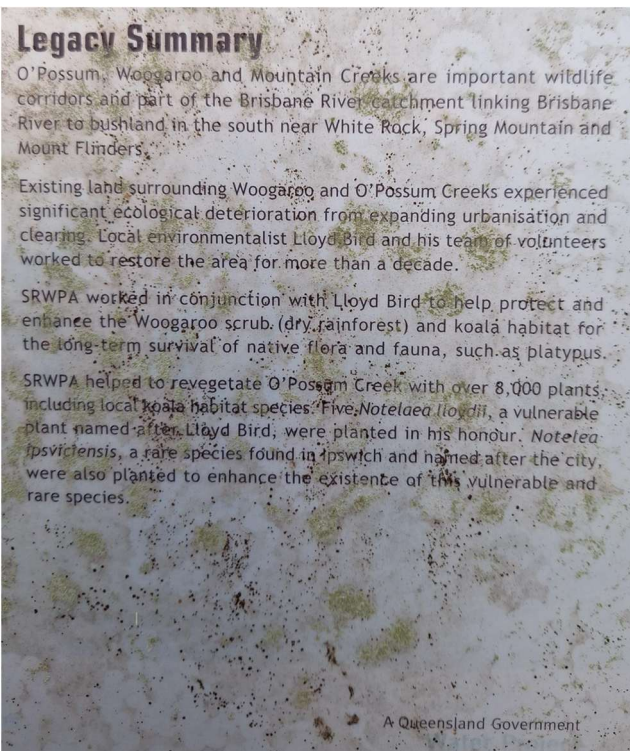 Legacy Summary
O'Possum, Woogaroo and Mountain Creeks are important wildlife
corridors and part of the Brisbane River catchment linking Brisbane
River to bushland in the south near White Rock, Spring Mountain and
Mount Flinders.
Existing land surrounding Woogaroo and O'Possum Creeks experienced
significant ecological deterioration from expanding urbanisation and
clearing. Local environmentalist Lloyd Bird and his team of volunteers
worked to restore the area for more than a decade.
SRWPA worked in conjunction with Lloyd Bird to help protect and
enhance the Woogaroo scrub (dry rainforest) and koala habitat for
the long-term survival of native flora and fauna, such as platypus.
SRWPA helped to revegetate O'Possum Creek with over 8,000 plants,
including local koala habitat species. Five Notelaea lloydii, a vulnerable
plant named after Lloyd Bird, were planted in his honour. Notelea
ipsviciensis, a rare species found in Ipswich and named after the city,
were also planted to enhance the existence of this vulnerable and
rare species.
A Queensland Government